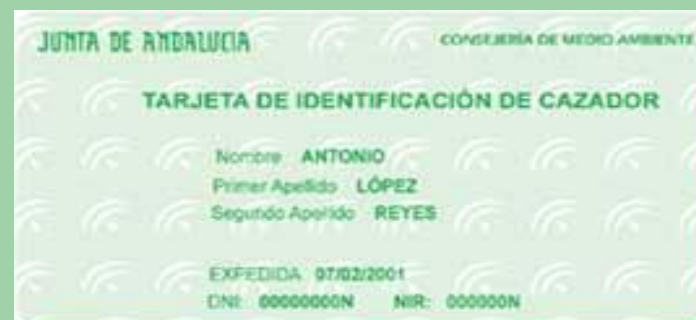 JUNTA DE ANDALUCIA
CONSEJERÍA DE MEDIO AMBIENTE
TARJETA DE IDENTIFICACIÓN DE CAZADOR
Nombre ANTONIO
Primer Apellido LÓPEZ
Segundo Apellido REYES
EXPEDIDA 07/02/2001
DNI: 00000000N NIR: 000000N